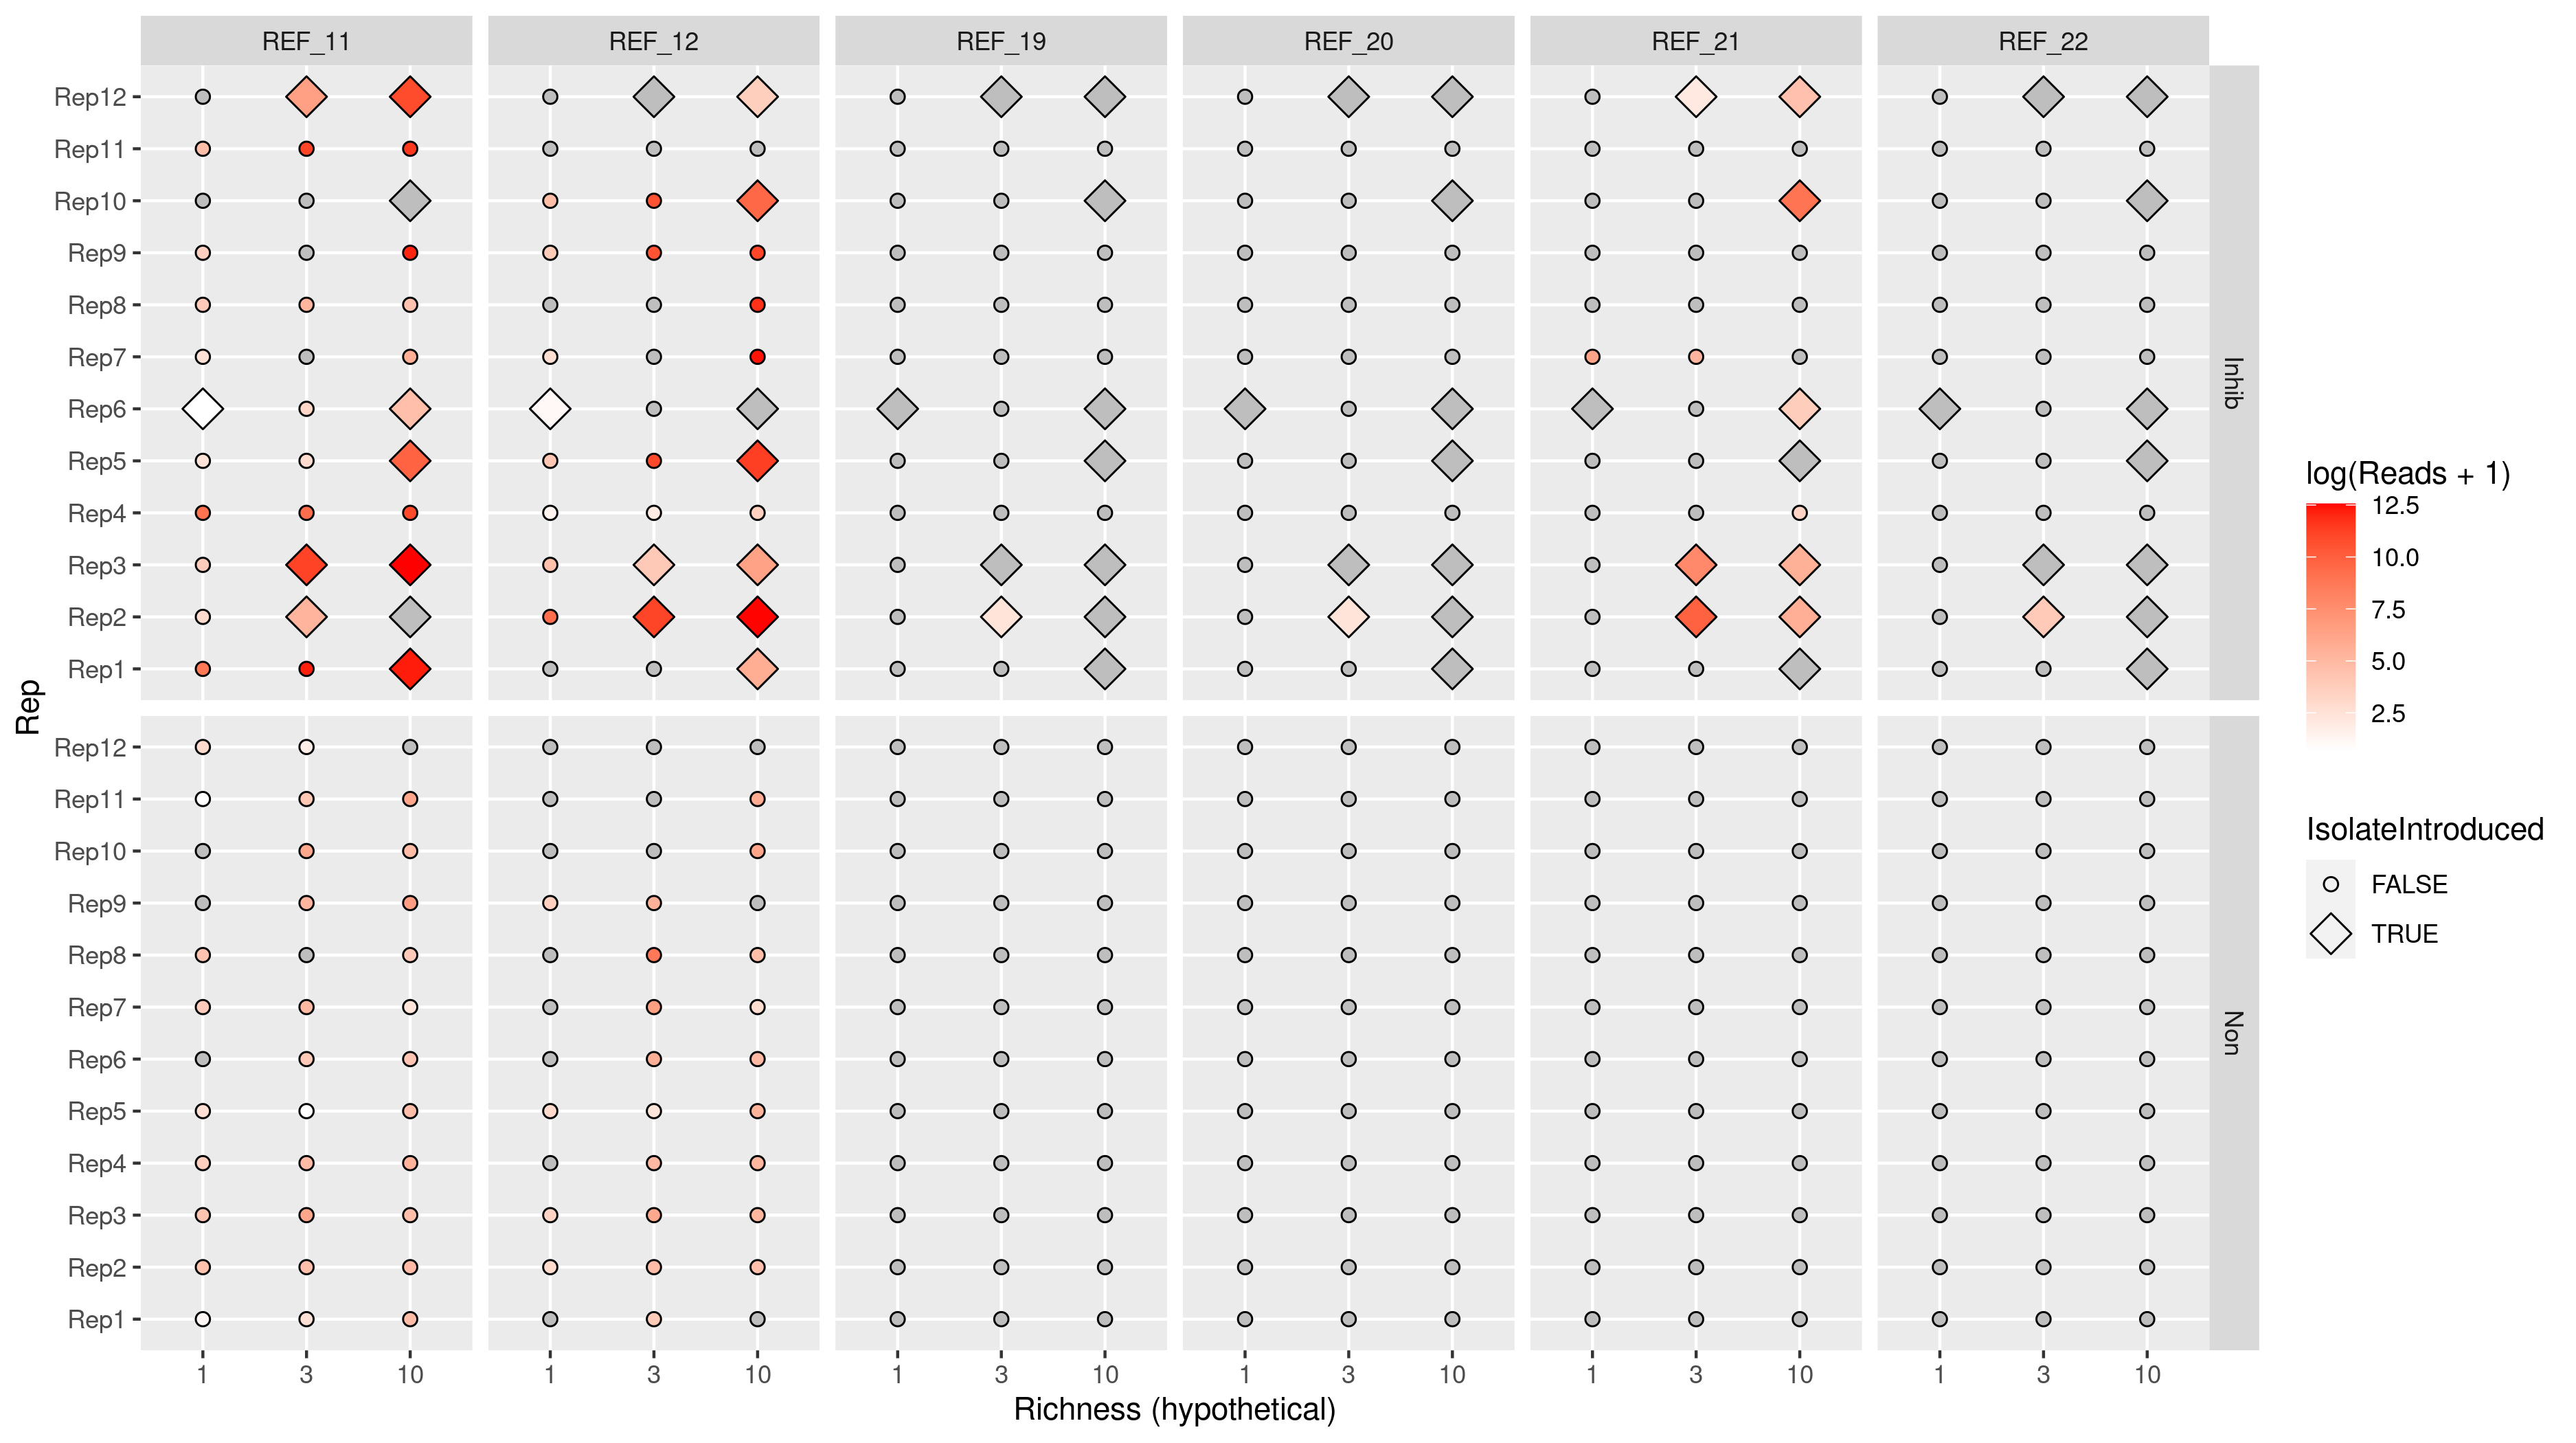 REF_11 REF_12 REF_19 REF_20 REF_21 REF_22
Rep12
Rep11
Rep10
Rep9
Rep8
Rep7
Rep6
Rep5
Rep4
Rep3
Rep2
Rep1
Inhib
Rep12
Rep11
Rep10
Rep9
Rep8
Rep7
Rep6
Rep5
Rep4
Rep3
Rep2
Rep1
Non
Rep
1 3 10 1 3 10 1 3 10 1 3 10 1 3 10 1 3 10
Richness (hypothetical)
log(Reads + 1)
12.5
10.0
7.5
5.0
2.5
IsolateIntroduced
FALSE
TRUE